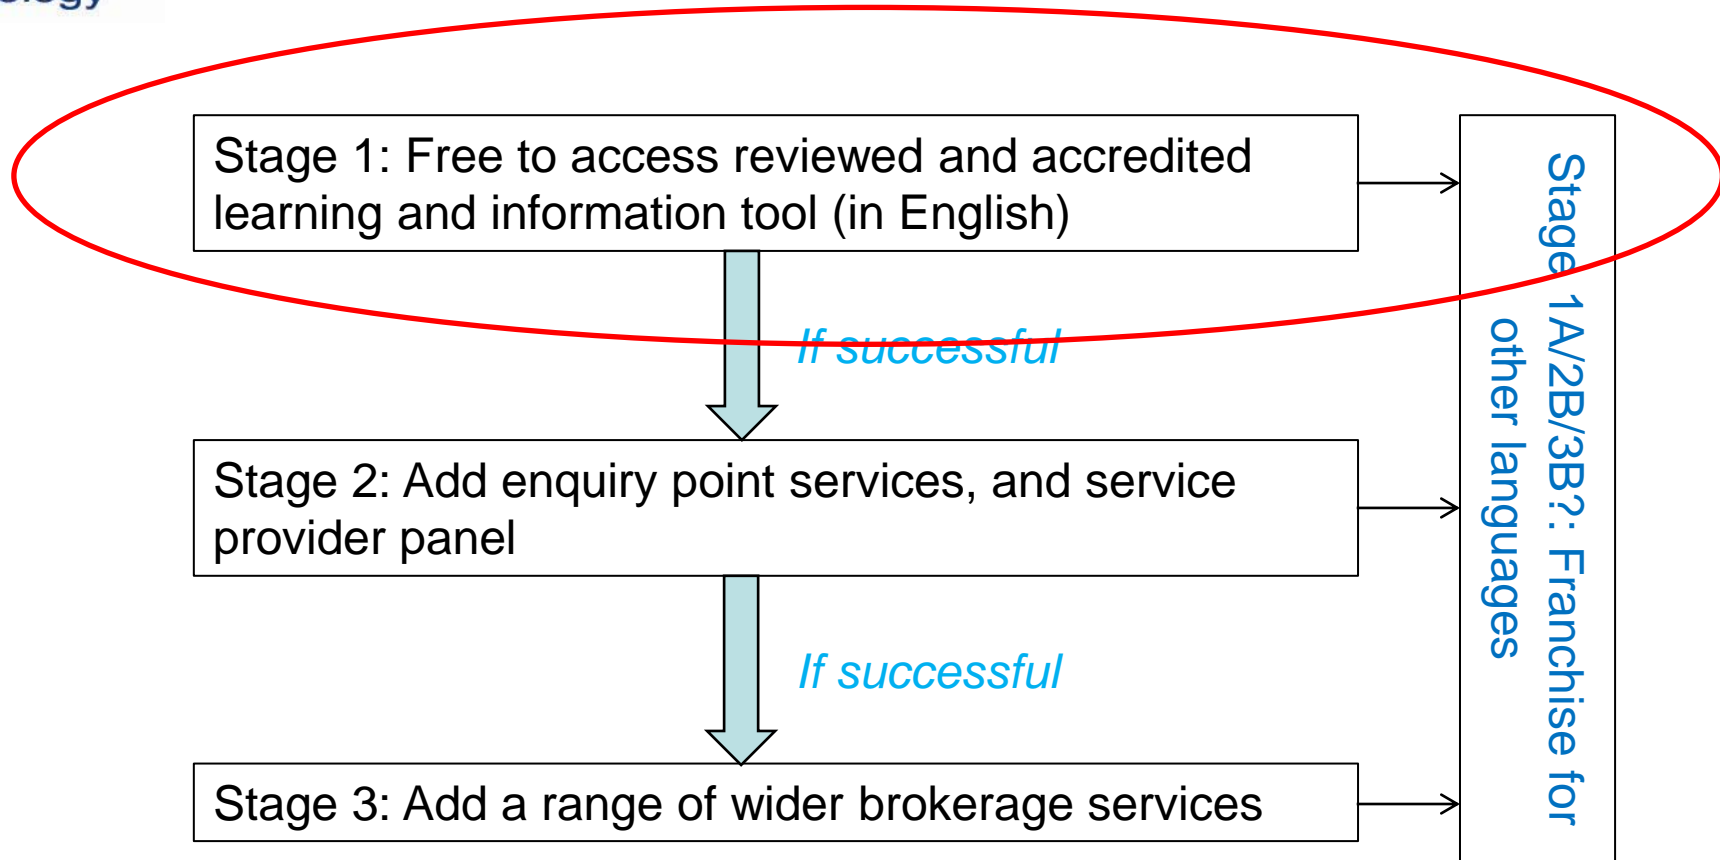 Stage 1: Free to access reviewed and accredited
learning and information tool (in English)
If successful
Stage 2: Add enquiry point services, and service
provider panel
If successful
Stage 3: Add a range of wider brokerage services
Stage 1A/2B/3B?: Franchise for
other languages